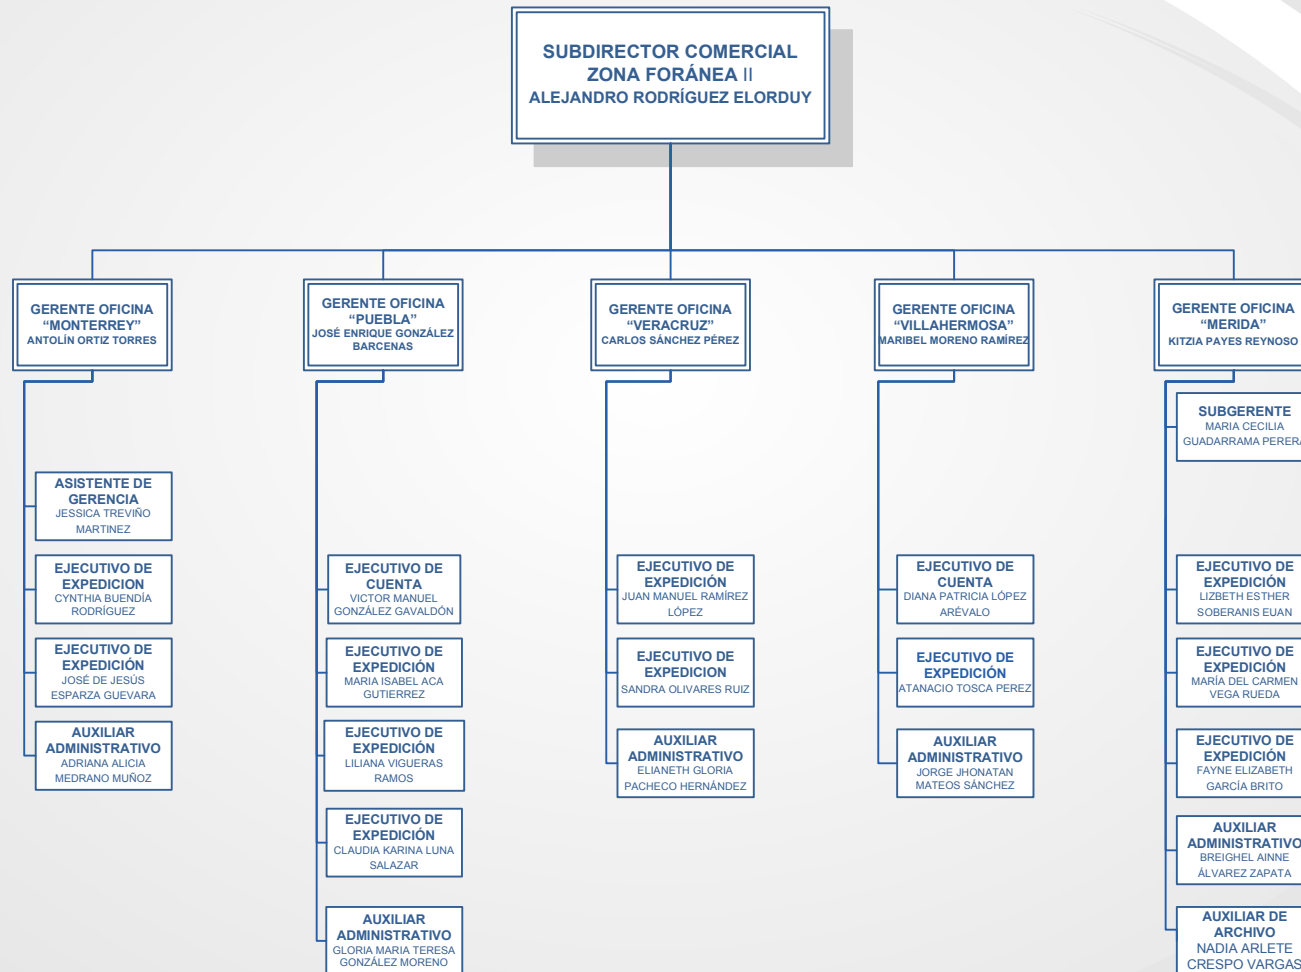 SUBDIRECTOR COMERCIAL
ZONA FORÁNEA II
ALEJANDRO RODRÍGUEZ ELORDUY
GERENTE OFICINA
“MONTERREY”
ANTOLÍN ORTIZ TORRES
ASISTENTE DE
GERENCIA
JESSICA TREVIÑO
MARTINEZ
EJECUTIVO DE
EXPEDICION
CYNTHIA BUENDÍA
RODRÍGUEZ
EJECUTIVO DE
EXPEDICIÓN
JOSÉ DE JESÚS
ESPARZA GUEVARA
AUXILIAR
ADMINISTRATIVO
ADRIANA ALICIA
MEDRANO MUÑOZ
GERENTE OFICINA
“PUEBLA”
JOSÉ ENRIQUE GONZÁLEZ
BARCENAS
EJECUTIVO DE
CUENTA
VICTOR MANUEL
GONZÁLEZ GAVALDÓN
EJECUTIVO DE
EXPEDICIÓN
MARIA ISABEL ACA
GUTIERREZ
EJECUTIVO DE
EXPEDICIÓN
LILIANA VIGUERAS
RAMOS
EJECUTIVO DE
EXPEDICIÓN
CLAUDIA KARINA LUNA
SALAZAR
AUXILIAR
ADMINISTRATIVO
GLORIA MARIA TERESA
GONZÁLEZ MORENO
GERENTE OFICINA
“VERACRUZ”
CARLOS SÁNCHEZ PÉREZ
EJECUTIVO DE
EXPEDICIÓN
JUAN MANUEL RAMÍREZ
LÓPEZ
EJECUTIVO DE
EXPEDICION
SANDRA OLIVARES RUIZ
AUXILIAR
ADMINISTRATIVO
ELIANETH GLORIA
PACHECO HERNÁNDEZ
GERENTE OFICINA
“VILLAHERMOSA”
MARIBEL MORENO RAMÍREZ
EJECUTIVO DE
CUENTA
DIANA PATRICIA LÓPEZ
ARÉVALO
EJECUTIVO DE
EXPEDICIÓN
ATANACIO TOSCA PEREZ
AUXILIAR
ADMINISTRATIVO
JORGE JHONATAN
MATEOS SÁNCHEZ
GERENTE OFICINA
“MERIDA”
KITZIA PAYES REYNOSO
SUBGERENTE
MARIA CECILIA
GUADARRAMA PERERA
EJECUTIVO DE
EXPEDICIÓN
LIZBETH ESTHER
SOBERANIS EUAN
EJECUTIVO DE
EXPEDICIÓN
MARÍA DEL CARMEN
VEGA RUEDA
EJECUTIVO DE
EXPEDICIÓN
FAYNE ELIZABETH
GARCÍA BRITO
AUXILIAR
ADMINISTRATIVO
BREIGHEL AINNE
ÁLVAREZ ZAPATA
AUXILIAR DE
ARCHIVO
NADIA ARLETE
CRESPO VARGAS